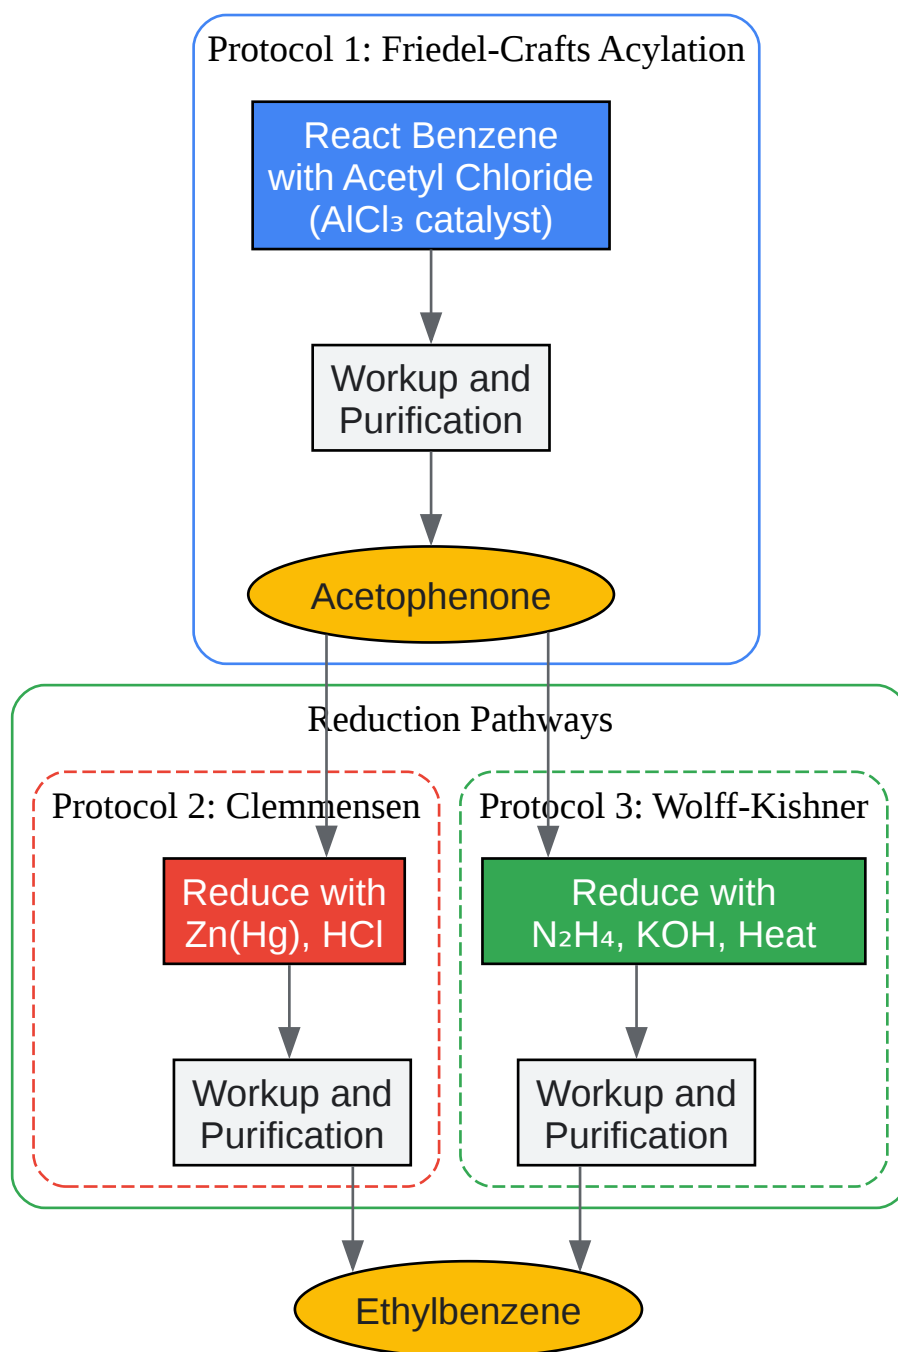 Protocol 1: Friedel-Crafts Acylation
React Benzene
with Acetyl Chloride
(AlCl₃ catalyst)
Workup and
Purification
Acetophenone
Reduction Pathways
Protocol 2: Clemmensen
Reduce with
Zn(Hg), HCl
Workup and
Purification
Protocol 3: Wolff-Kishner
Reduce with
N₂H₄, KOH, Heat
Workup and
Purification
Ethylbenzene